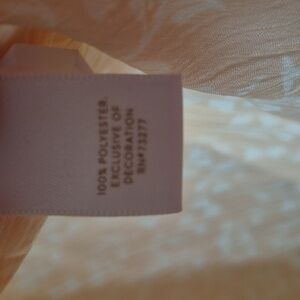 100% POLYESTER.
EXCLUSIVE OF
DECORATION
RN#73277